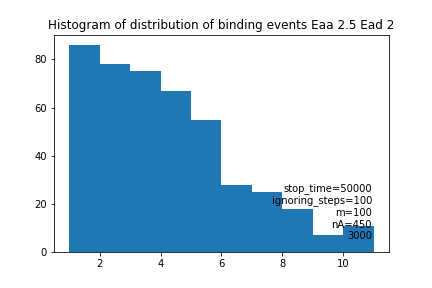 Histogram of distribution of binding events Eaa 2.5 Ead 2
80
60
40
20
0
stop_time=50000
ignoring_steps=100
m=100
nA=450
3000
2 4 6 8 10